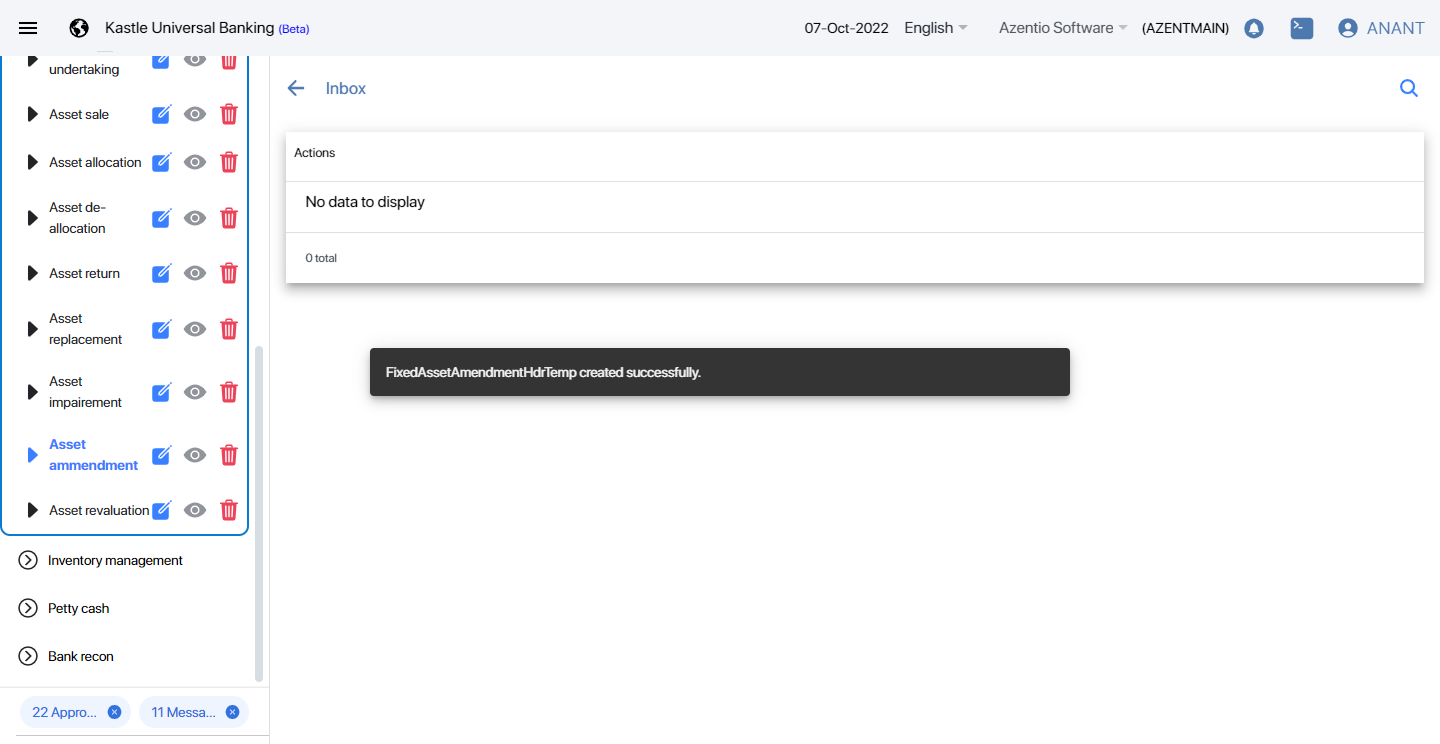 Kastle Universal Banking (Beta)
07-Oct-2022
English
Azentio Software
(AZENTMAIN)
ANANT
undertaking
Asset sale
Asset allocation
Asset de-
allocation
Asset return
Asset
replacement
Asset
impairement
Asset
ammendment
Asset revaluation
Inventory management
Petty cash
Bank recon
22 Appro...
11 Messa...
Inbox
Actions
No data to display
0 total
FixedAssetAmendmentHdrTemp created successfully.